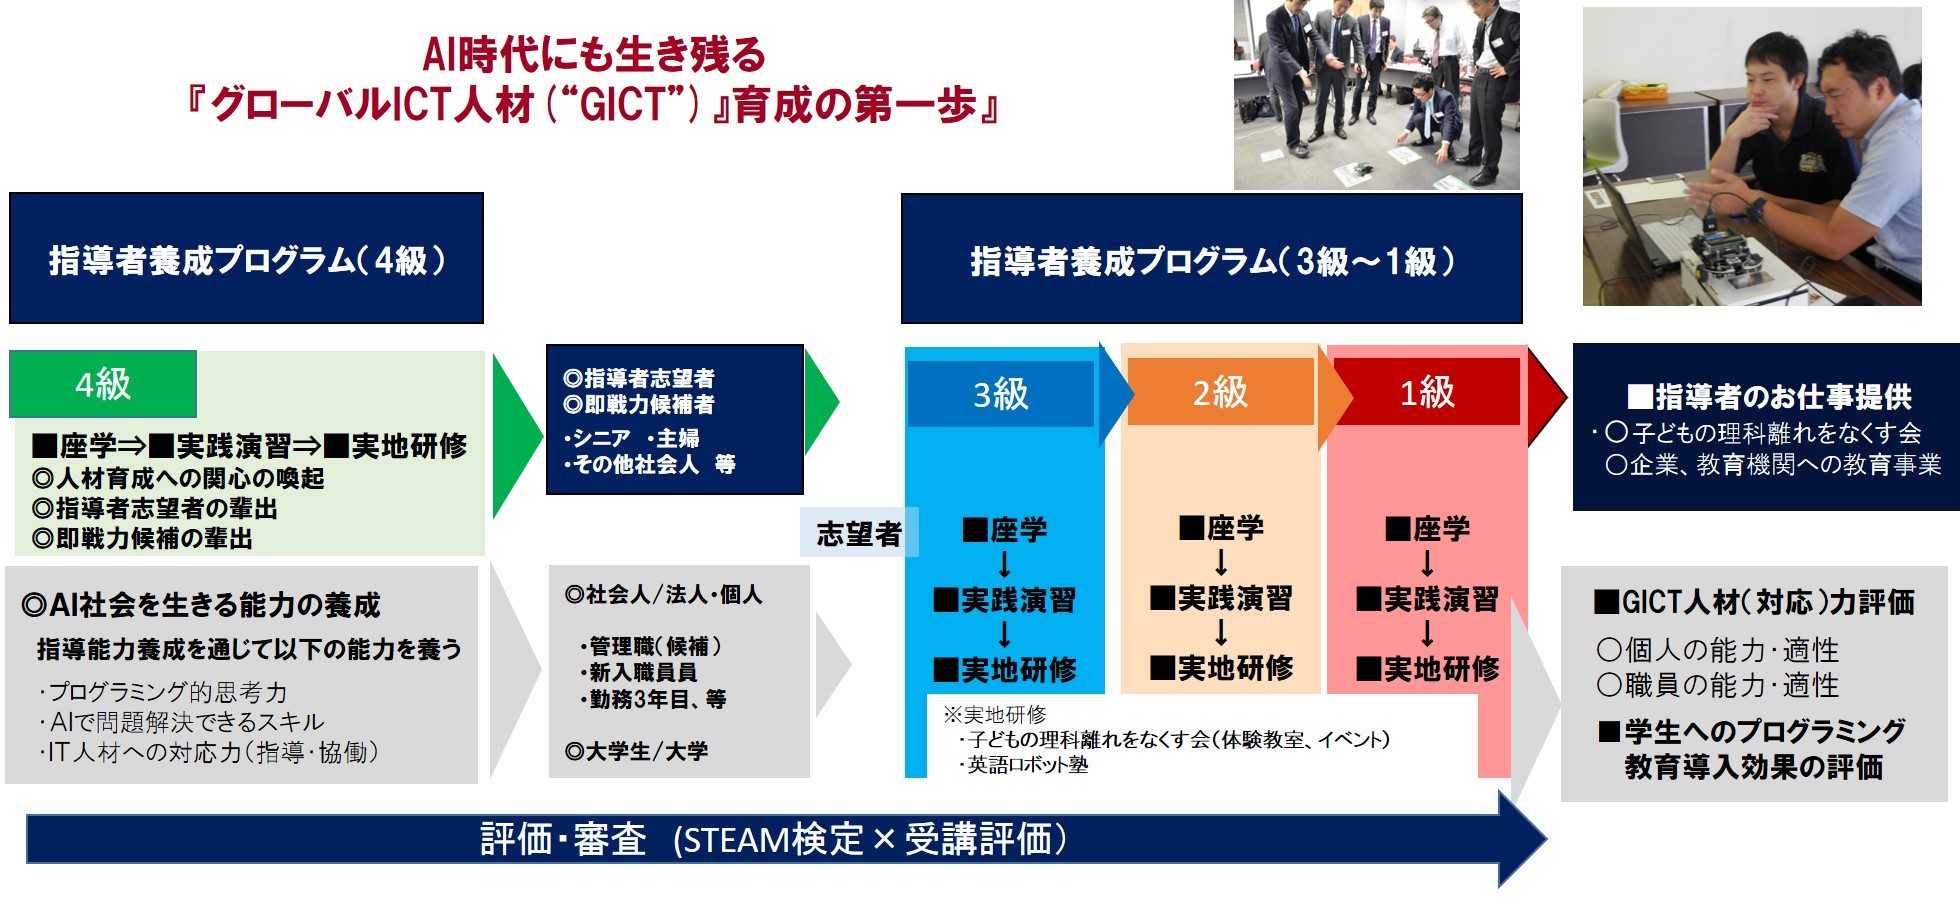 AI時代にも生き残る
『グローバルICT人材（“GICT”）』育成の第一歩』
指導者養成プログラム（4級）
4級
■座学⇒■実践演習⇒■実地研修
◎人材育成への関心の喚起
◎指導者志望者の輩出
◎即戦力候補の輩出
◎AI社会を生きる能力の養成
指導能力養成を通じて以下の能力を養う
・プログラミング的思考力
・AIで問題解決できるスキル
・IT人材への対応力（指導・協働）
◎指導者志望者
◎即戦力候補者
・シニア　・主婦
・その他社会人　等
◎社会人/法人・個人
・管理職（候補）
・新入職員員
・勤務3年目、等
◎大学生/大学
志望者
指導者養成プログラム（3級～1級）
3級
■座学
↓
■実践演習
↓
■実地研修
2級
■座学
↓
■実践演習
↓
■実地研修
1級
■座学
↓
■実践演習
↓
■実地研修
※実地研修
・子どもの理科離れをなくす会（体験教室、イベント）
・英語ロボット塾
■指導者のお仕事提供
・○子どもの理科離れをなくす会
○企業、教育機関への教育事業
■GICT人材（対応）力評価
○個人の能力・適性
○職員の能力・適性
■学生へのプログラミング
教育導入効果の評価
評価・審査　(STEAM検定×受講評価）